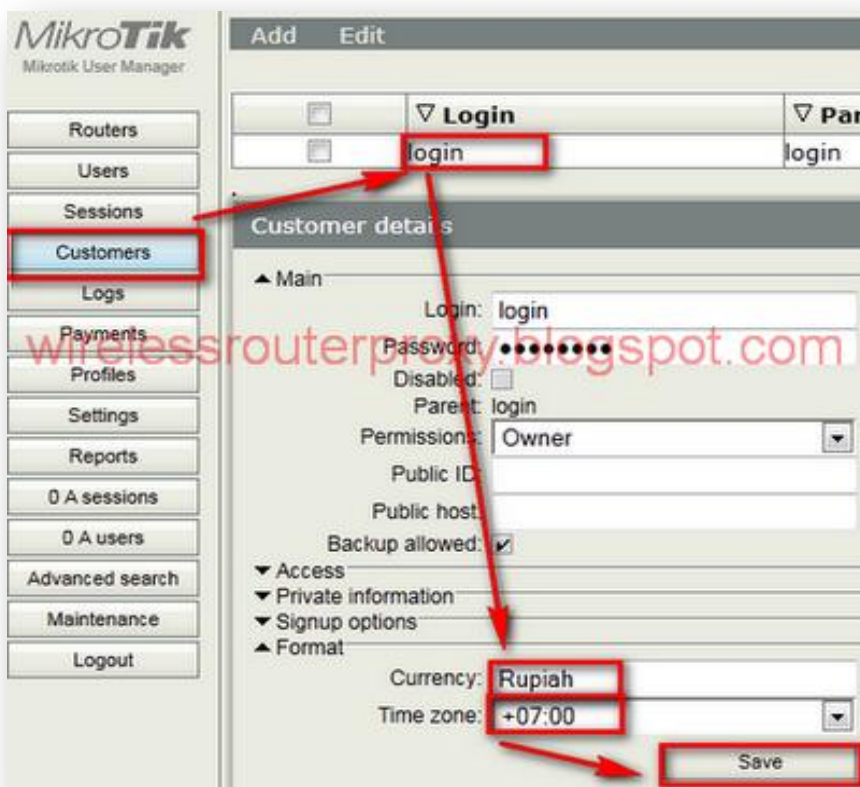 MikroTik
Mikrotik User Manager
Routers
Users
Sessions
Customers
Logs
Payments
Profiles
Settings
Reports
0 A sessions
0 A users
Advanced search
Maintenance
Logout
Add Edit
▽ Login ▽ Par
login login
Customer details
▲ Main
Login: login
Password: ••••••••
Disabled:
Parent: login
Permissions: Owner
Public ID:
Public host:
Backup allowed:
▼ Access
▼ Private information
▼ Signup options
▲ Format
Currency: Rupiah
Time zone: +07:00
Save
wirelessrouterproxy.blogspot.com